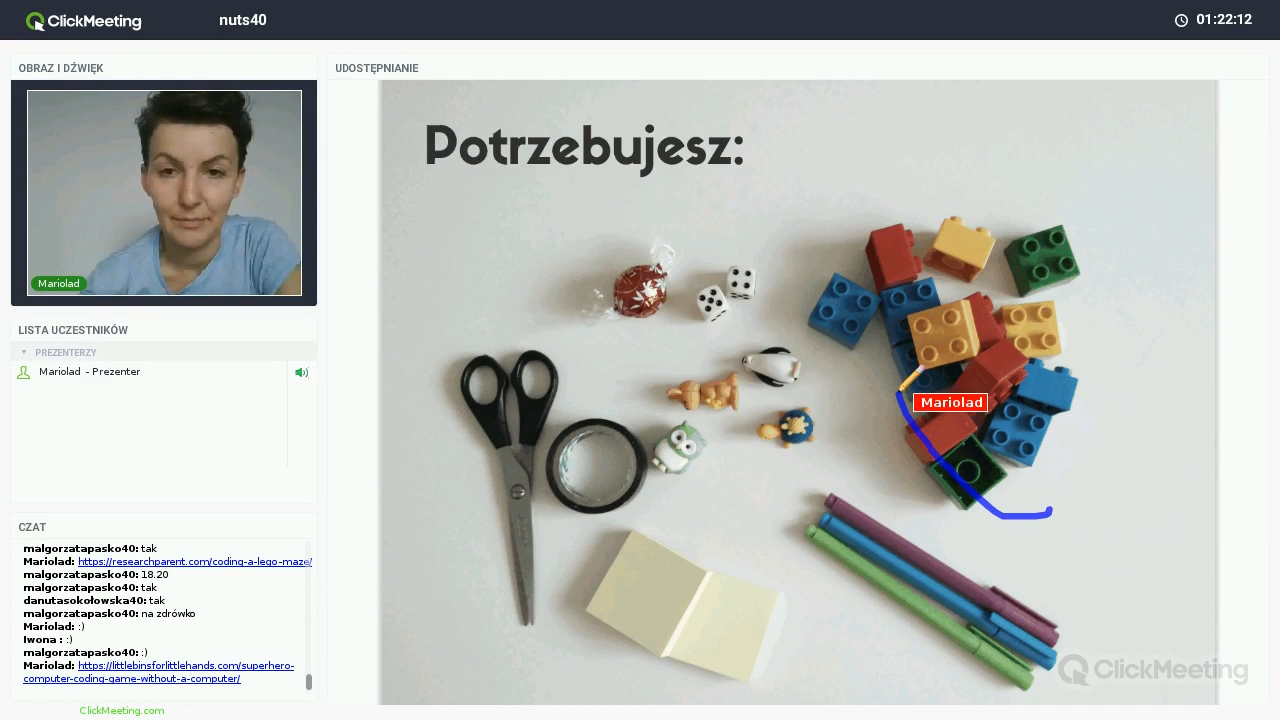 ClickMeeting
nuts40
01:22:12
OBRAZ I DŹWIĘK
Mariolad
LISTA UCZESTNIKÓW
PREZENTERZY
Mariolad - Prezenter
CZAT
malgorzatapasko40: tak
Mariolad: https://researchparent.com/coding-a-lego-maze/
malgorzatapasko40: 18.20
malgorzatapasko40: tak
danutasokołowska40: tak
malgorzatapasko40: na zdrówko
Mariolad: :)
Iwona : :)
malgorzatapasko40: :)
Mariolad: https://littlebinsforlittlehands.com/superhero-
computer-coding-game-without-a-computer/
ClickMeeting.com
UDOSTĘPNIANIE
Potrzebujesz:
Mariolad
ClickMeeting